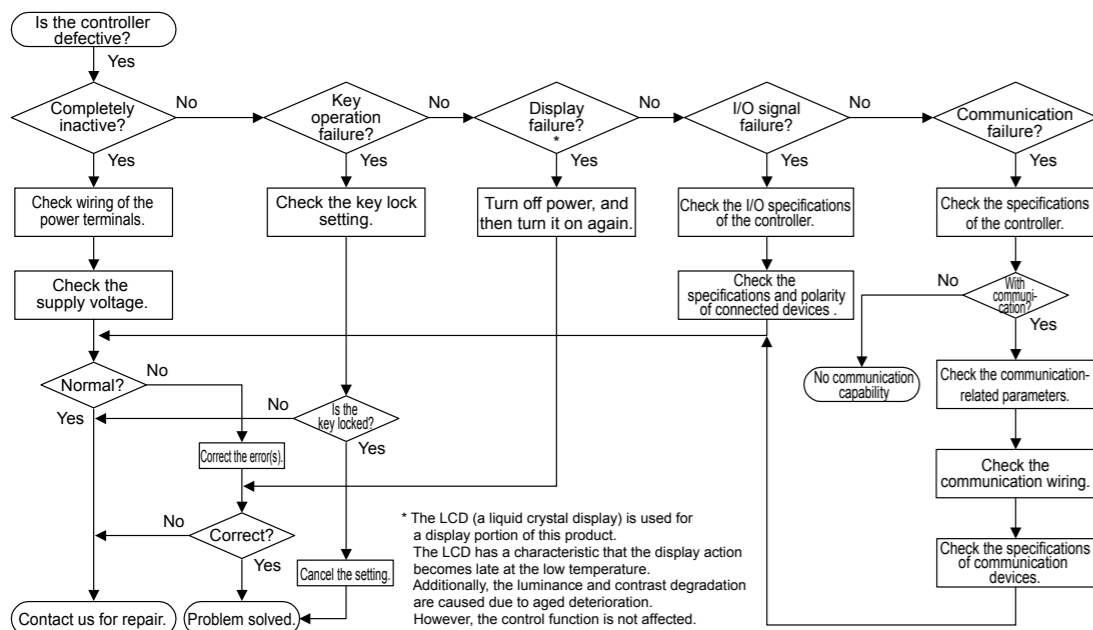 Is the controller
defective?
Yes
Completely
inactive?
No
Key
operation
failure?
No
Display
failure?
*
No
I/O signal
failure?
No
Communication
failure?
Yes
Yes
Yes
Yes
Yes
Check wiring of the
power terminals.
Check the key lock
setting.
Turn off power, and
then turn it on again.
Check the I/O specifications
of the controller.
Check the specifications
of the controller.
Check the
supply voltage.
Check the
specifications and polarity
of connected devices .
No
With
communi-
cation?
Yes
Normal?
No
Yes
No communication
capability
Check the communication-
related parameters.
No
Is the
key locked?
Yes
Correct the error(s).
Check the
communication wiring.
No
Correct?
Yes
Cancel the setting.
Check the specifications
of communication
devices.
* The LCD (a liquid crystal display) is used for
a display portion of this product.
The LCD has a characteristic that the display action
becomes late at the low temperature.
Additionally, the luminance and contrast degradation
are caused due to aged deterioration.
However, the control function is not affected.
Contact us for repair.
Problem solved.